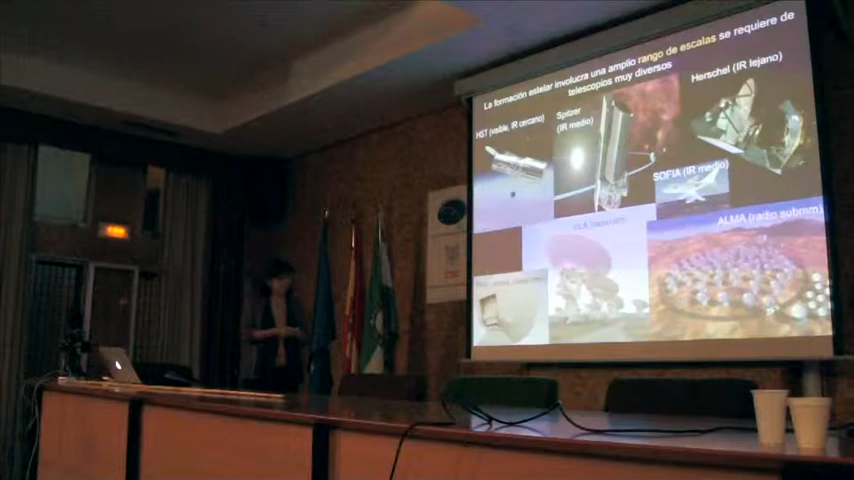 La formación estelar involucra una amplio rango de escalas se requiere de
telescopios muy diversos
HST (visible, IR cercano)
Spitzer
(IR medio)
Herschel (IR lejano)
SOFIA (IR medio)
ALMA (radio submm)